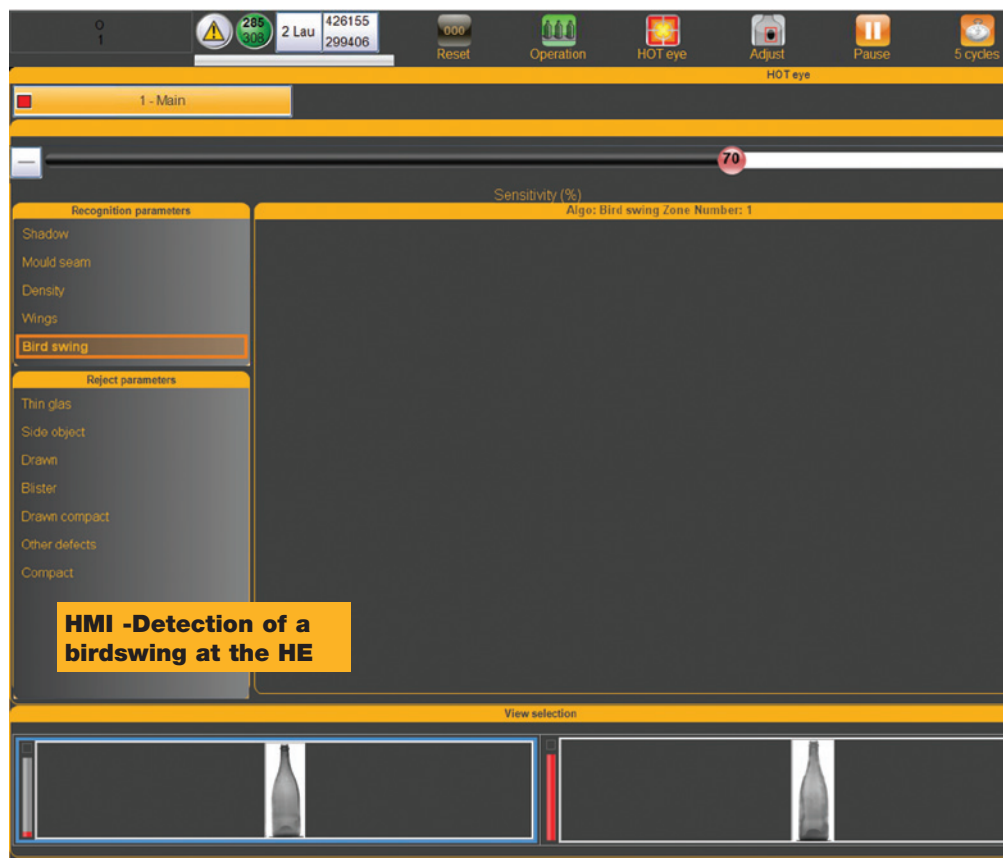 0
1
285
308
2 Lau
426155
299406
000
Reset
Operation
HOT eye
Adjust
Pause
5 cycles
HOT eye
1 - Main
70
Sensitivity (%)
Recognition parameters
Shadow
Mould seam
Density
Wings
Bird swing
Algo: Bird swing Zone Number: 1
Reject parameters
Thin glas
Side object
Drawn
Blister
Drawn compact
Other defects
Compact
HMI -Detection of a
birdswing at the HE
View selection